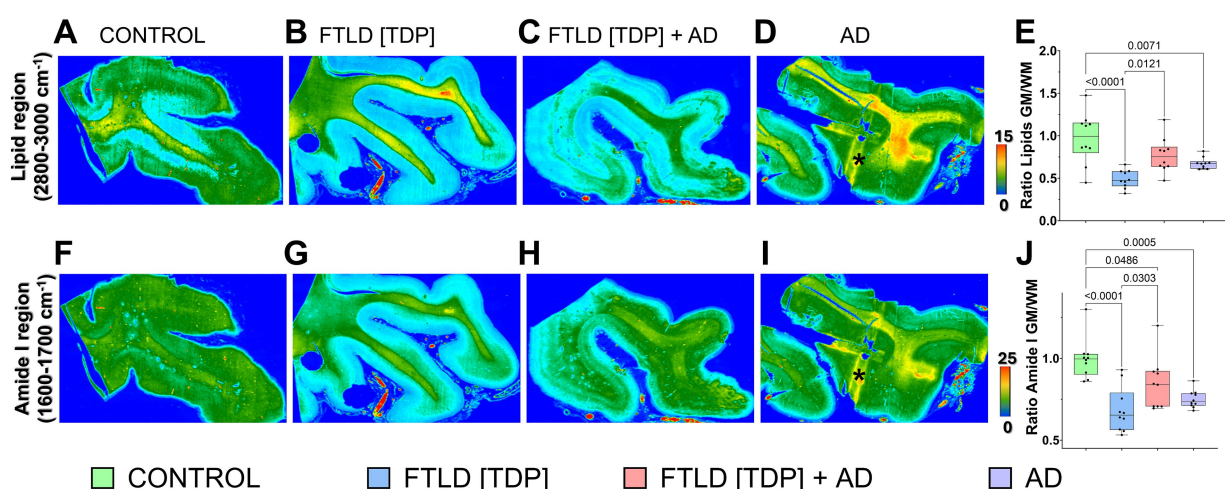 A CONTROL
B FTLD [TDP]
C FTLD [TDP] + AD
D AD
E
Lipid region
(2800-3000 cm⁻¹)
*
15
0
Ratio Lipids GM/WM
2.0
1.5
1.0
0.5
0.0
0.0071
0.0121
<0.0001
F
G
H
I
J
Amide I region
(1600-1700 cm⁻¹)
*
25
0
Ratio Amide I GM/WM
1.0
0.5
0.0005
0.0486
0.0303
<0.0001
CONTROL
FTLD [TDP]
FTLD [TDP] + AD
AD